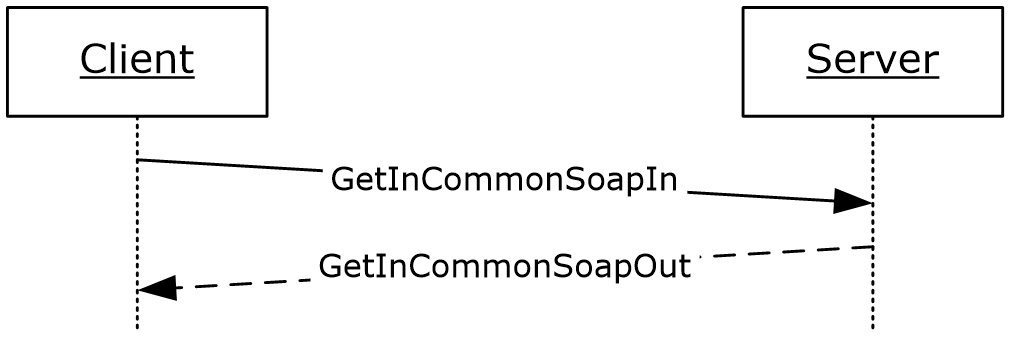 Client
Server
GetInCommonSoapIn
GetInCommonSoapOut